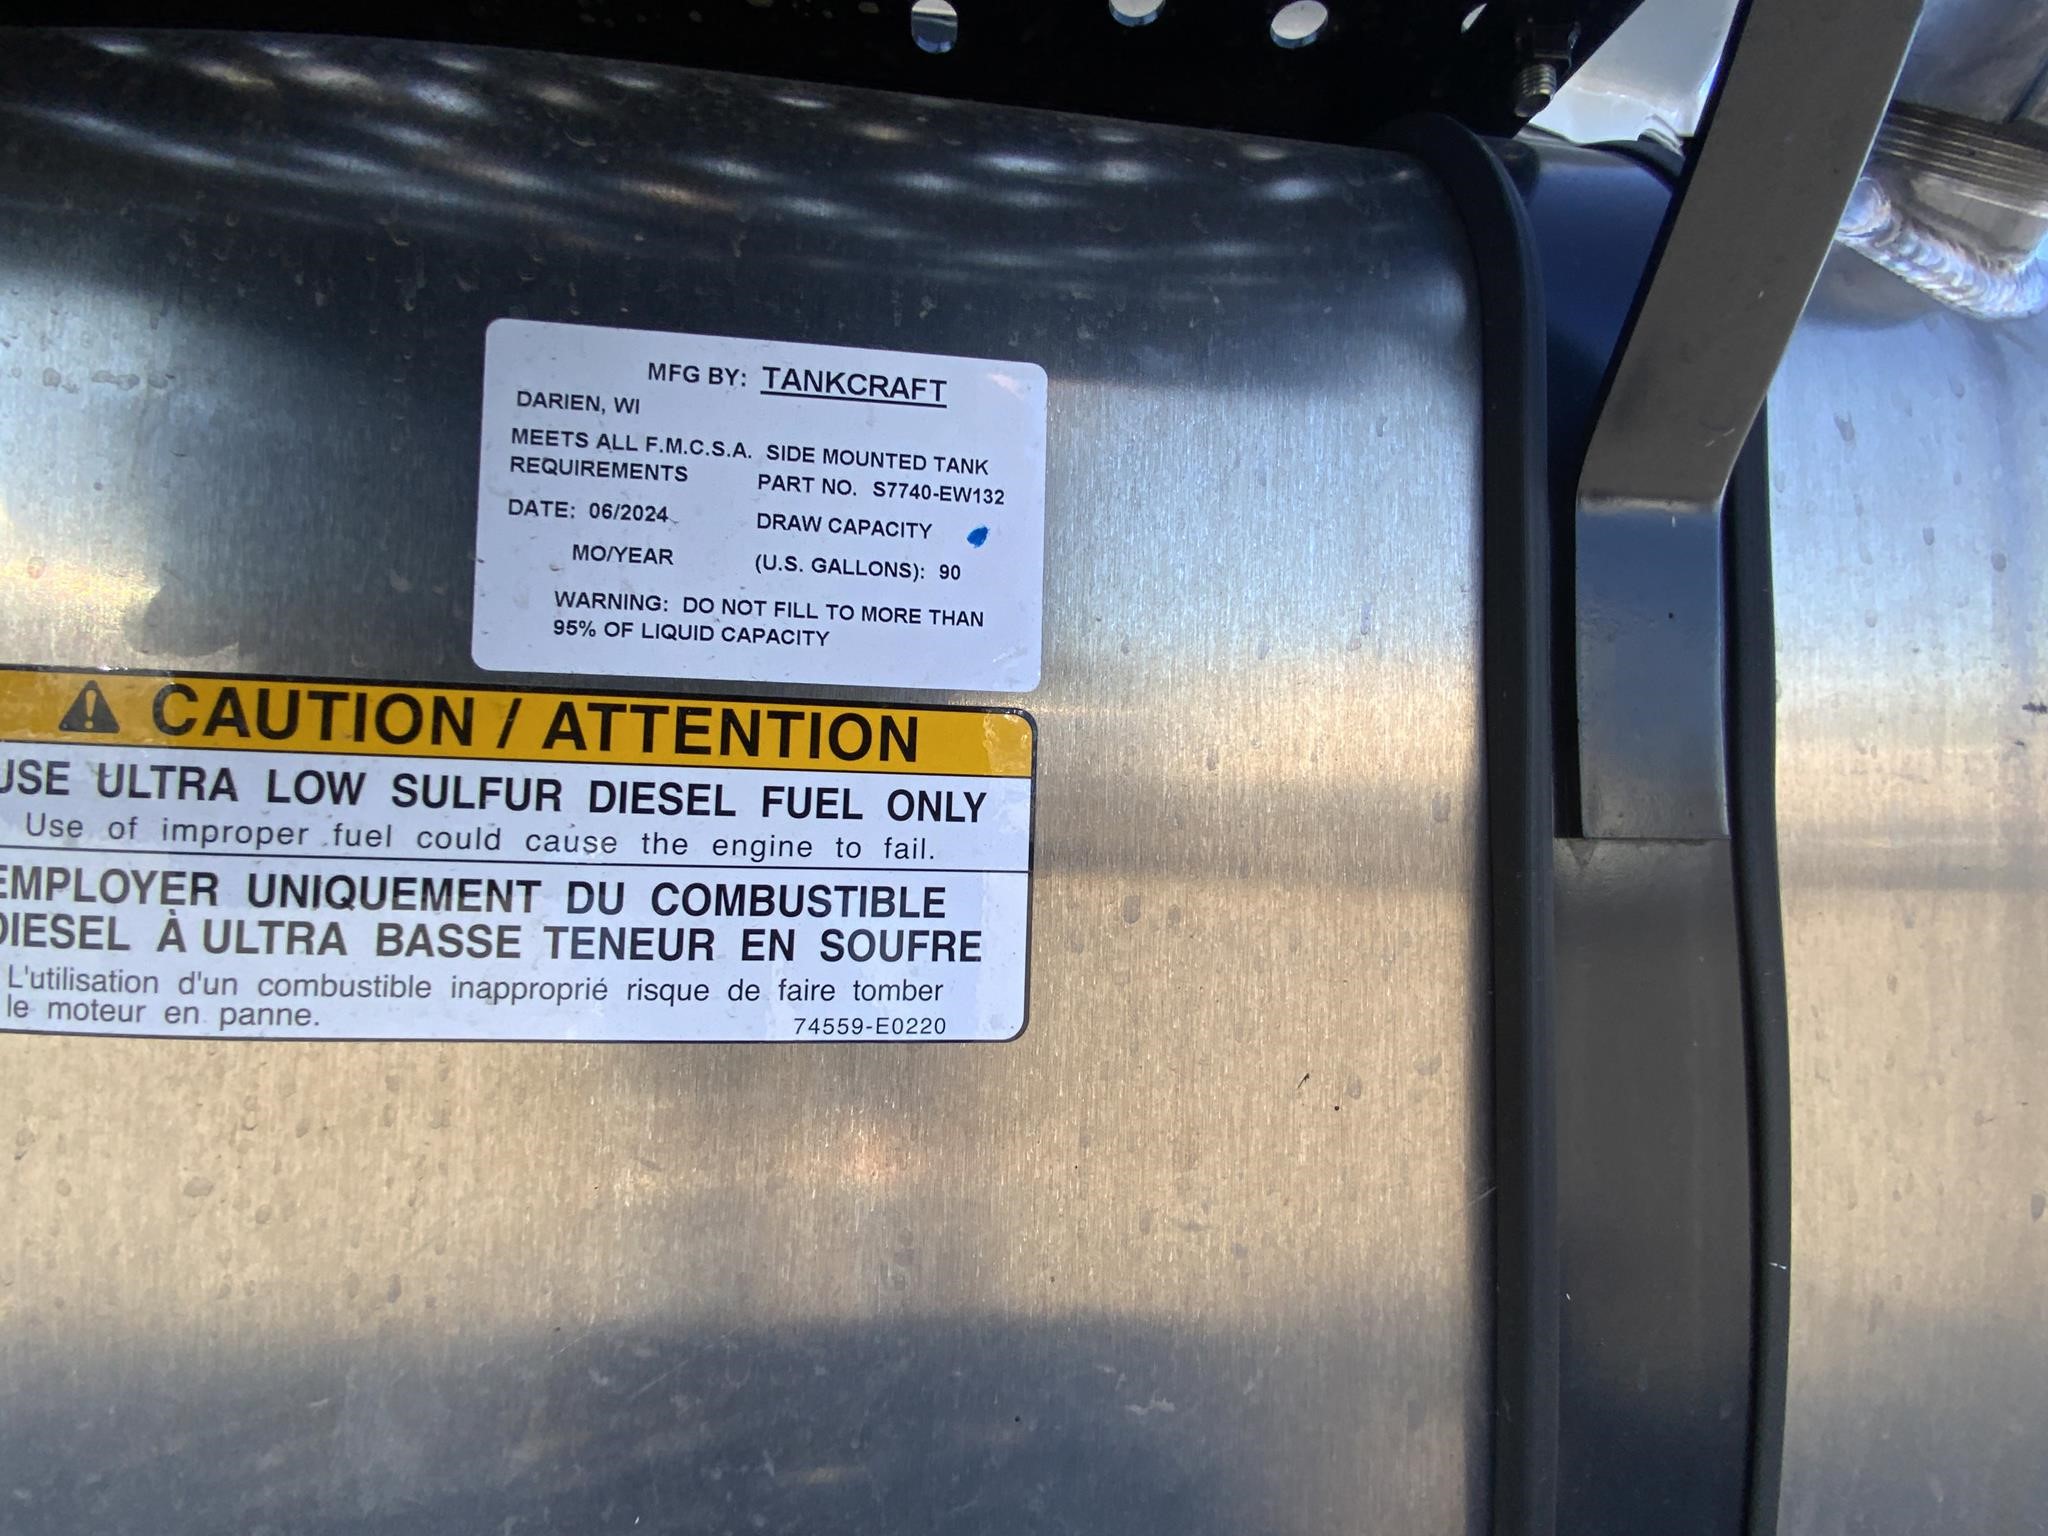 MFG BY: TANKCRAFT
DARIEN, WI
MEETS ALL F.M.C.S.A.
REQUIREMENTS
DATE: 06/2024
MO/YEAR
SIDE MOUNTED TANK
PART NO. S7740-EW132
DRAW CAPACITY
(U.S. GALLONS): 90
WARNING: DO NOT FILL TO MORE THAN
95% OF LIQUID CAPACITY
CAUTION / ATTENTION
USE ULTRA LOW SULFUR DIESEL FUEL ONLY
Use of improper fuel could cause the engine to fail.
EMPLOYER UNIQUEMENT DU COMBUSTIBLE
DIESEL À ULTRA BASSE TENEUR EN SOUFRE
L'utilisation d'un combustible inapproprié risque de faire tomber
le moteur en panne.
74559-E0220